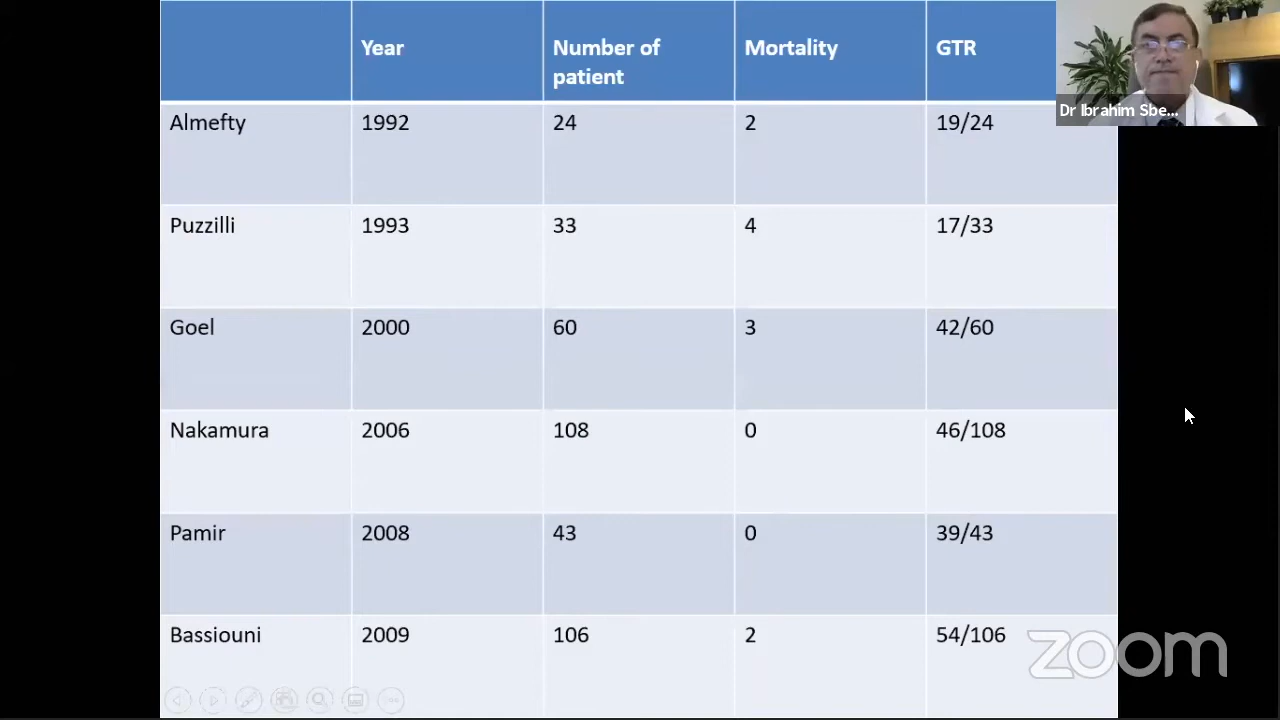 Year
Number of
patient
Mortality
GTR
Dr Ibrahim Sbe...
Almefty
1992
24
2
19/24
Puzzilli
1993
33
4
17/33
Goel
2000
60
3
42/60
Nakamura
2006
108
0
46/108
Pamir
2008
43
0
39/43
Bassiouni
2009
106
2
54/106
zoom